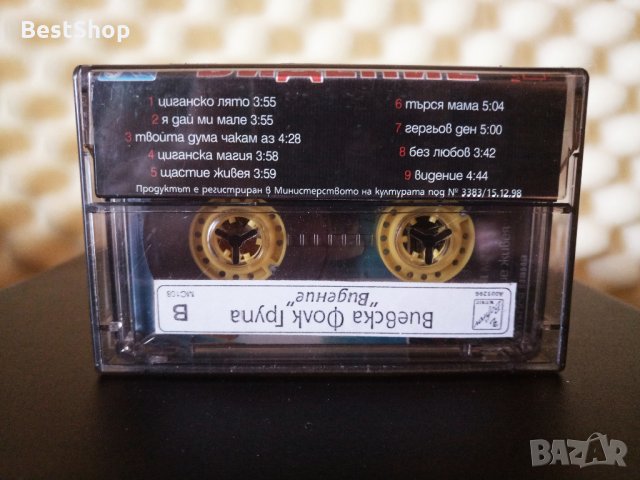 BestShop
ВИДЕНИЕ
1 циганско лято 3:55
2 я дай ми мале 3:55
3 твойта дума чакам аз 4:28
4 циганска магия 3:58
5 щастие живея 3:59
6 търся мама 5:04
7 гергьов ден 5:00
8 без любов 3:42
9 видение 4:44
Продуктът е регистриран в Министерството на културата под № 3383/15.12.98
Виевска Фолк Група
"Видение"
B
MC108
BAZAR